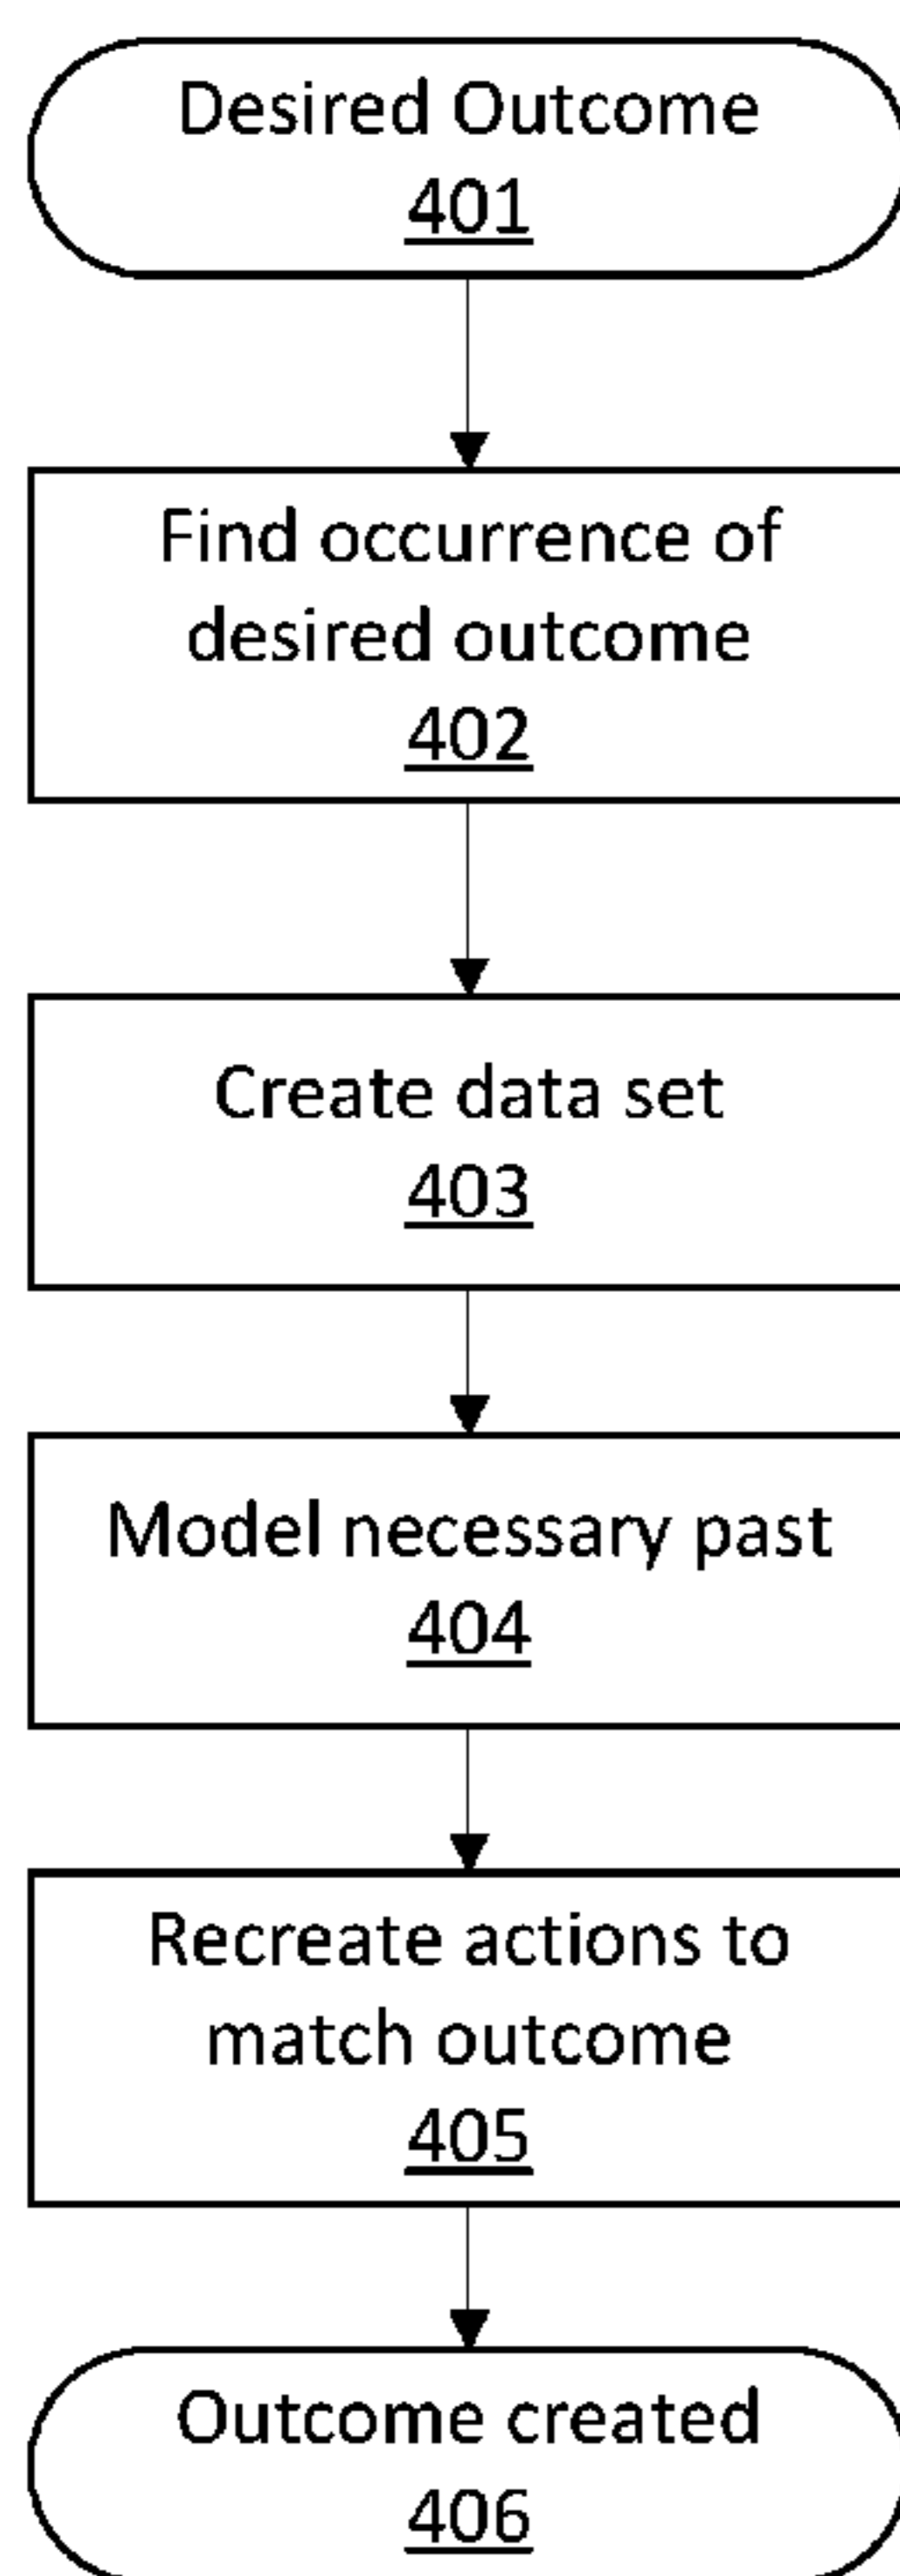 Desired Outcome
401
Find occurrence of
desired outcome
402
Create data set
403
Model necessary past
404
Recreate actions to
match outcome
405
Outcome created
406